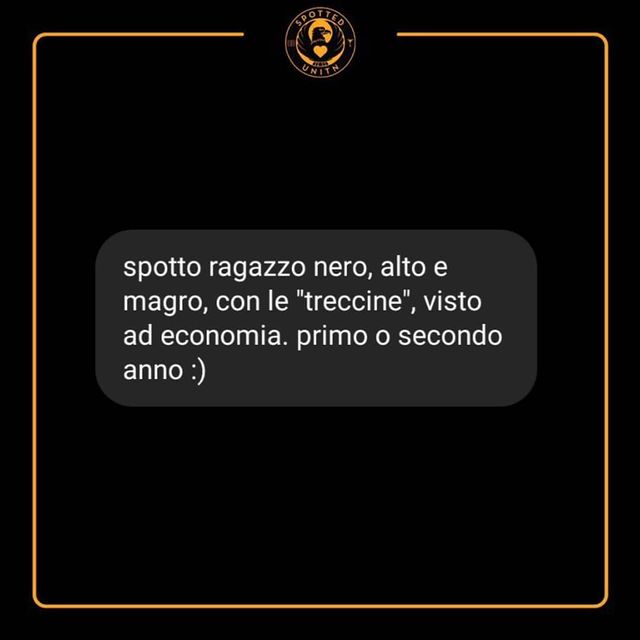 SPOTTED
UNITN
spotto ragazzo nero, alto e
magro, con le "treccine", visto
ad economia. primo o secondo
anno :)